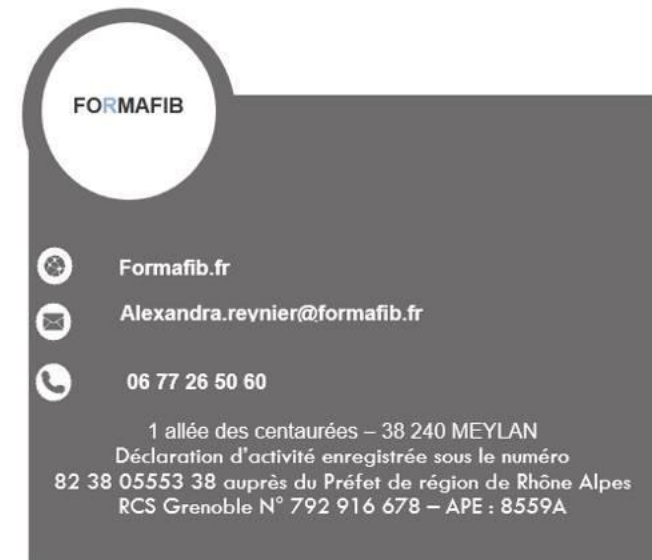 FORMAFIB
Formafib.fr
Alexandra.reynier@formafib.fr
06 77 26 50 60
1 allée des centaurées – 38 240 MEYLAN
Déclaration d'activité enregistrée sous le numéro
82 38 05553 38 auprès du Préfet de région de Rhône Alpes
RCS Grenoble N° 792 916 678 – APE : 8559A